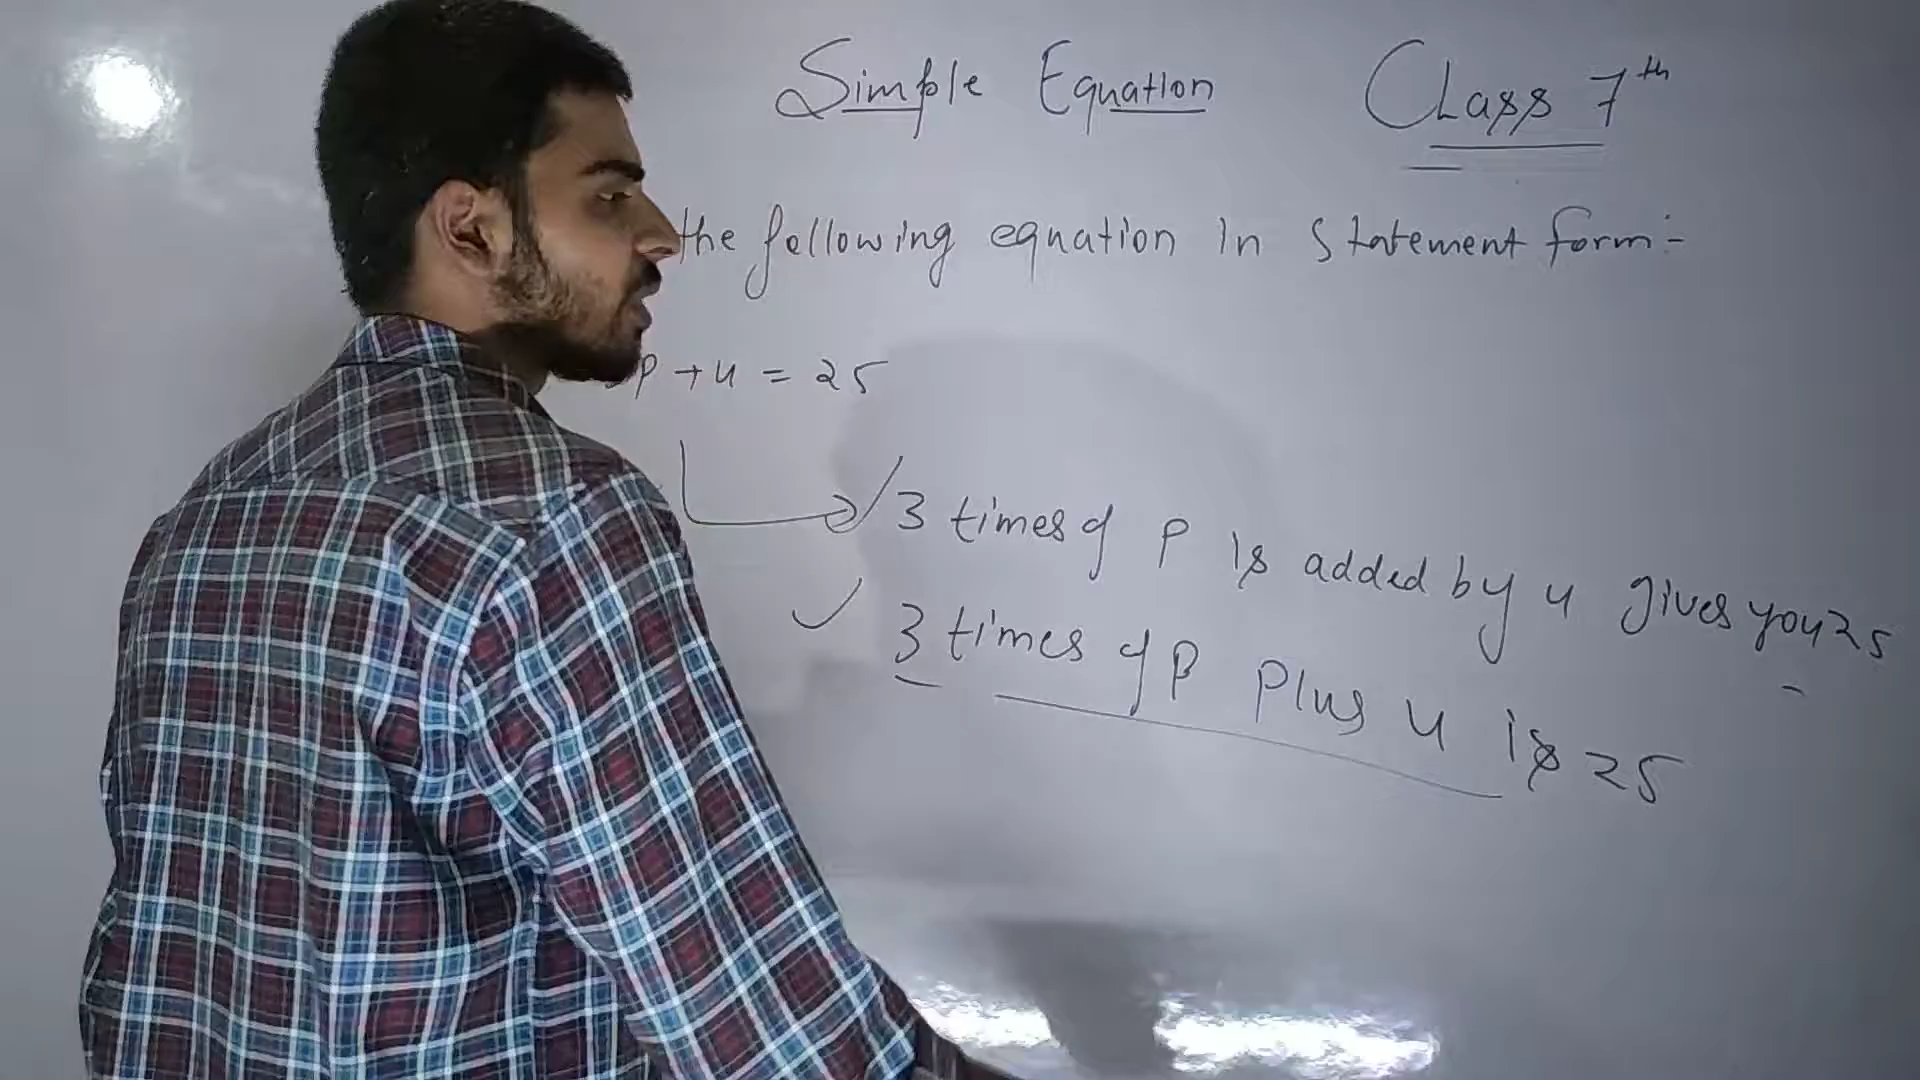 Simple Equation Class 7th
the following equation in statement form:-
P + 4 = 25
3 times of P is added by 4 gives you 25
3 times of P Plus 4 is 25